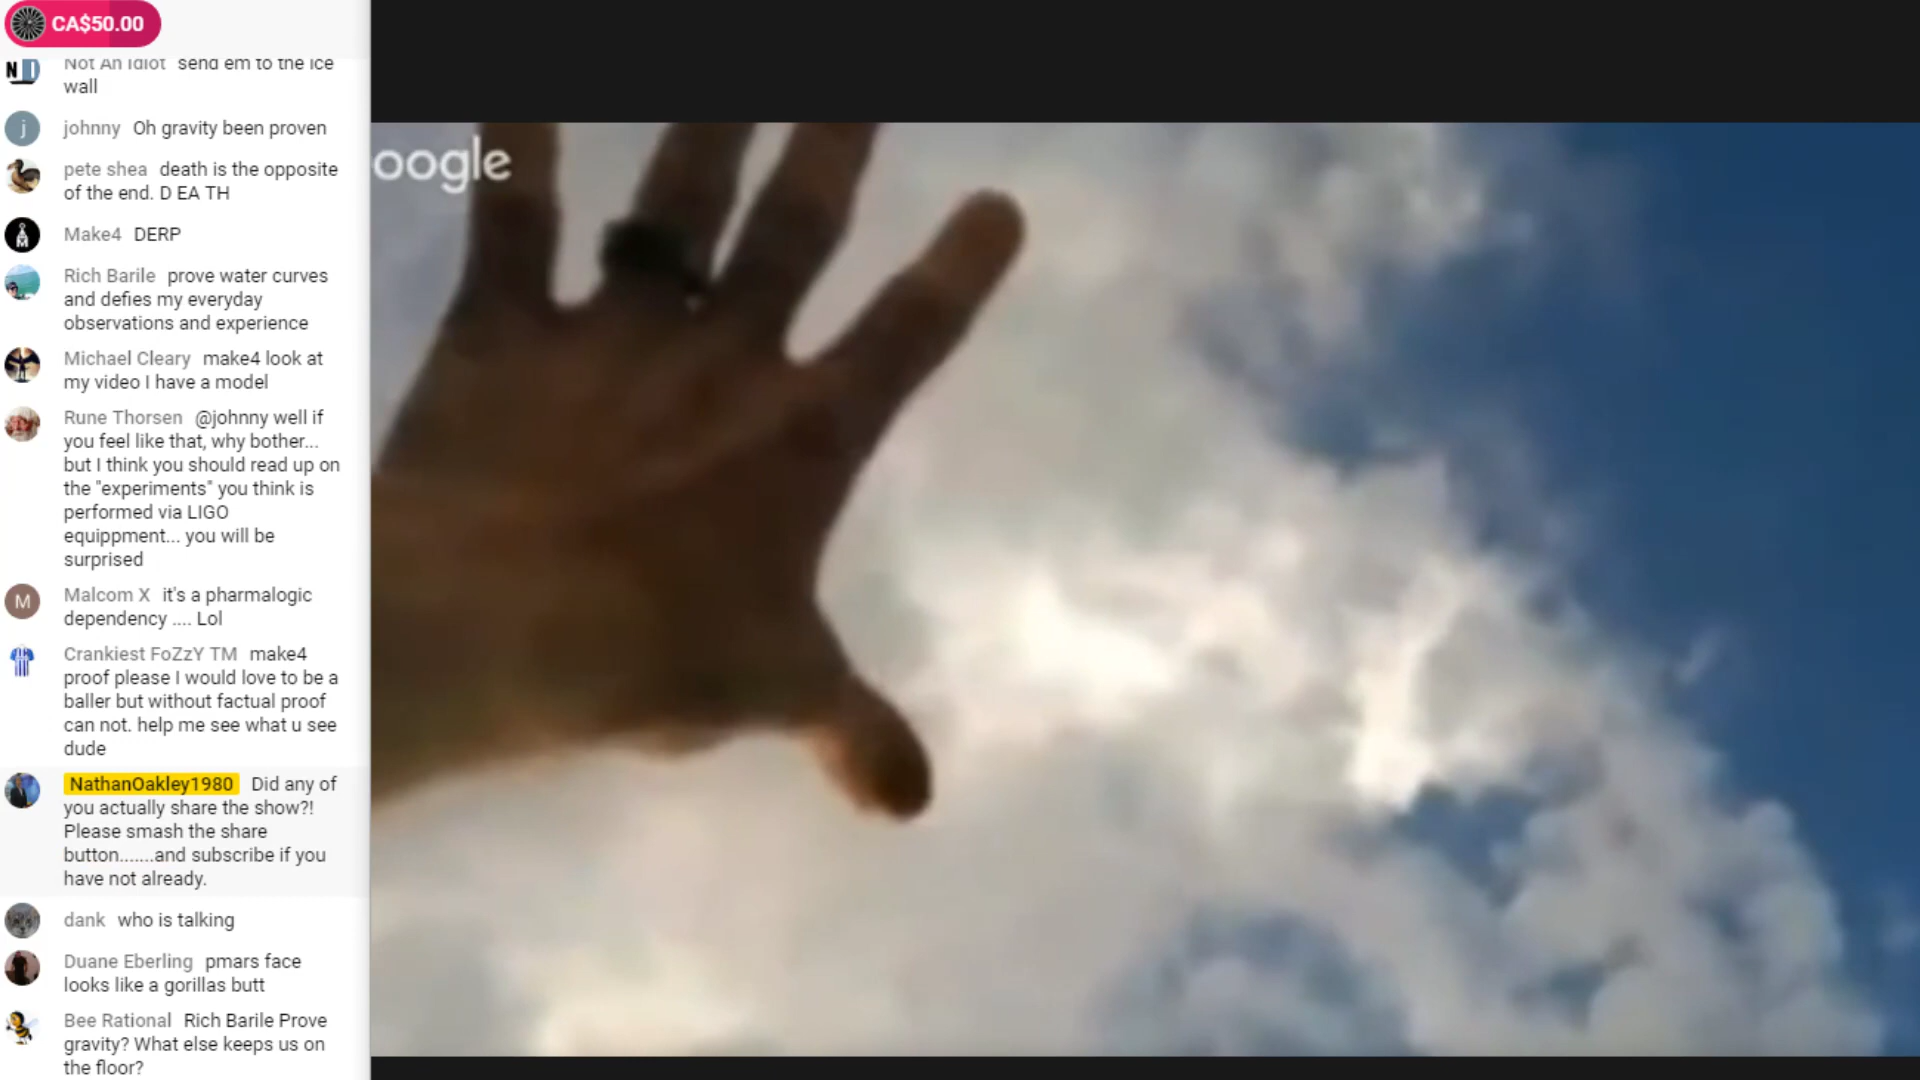 CA$50.00
Not An Idiot send em to the ice
wall
johnny Oh gravity been proven
pete shea death is the opposite
of the end. D EA TH
Make4 DERP
Rich Barile prove water curves
and defies my everyday
observations and experience
Michael Cleary make4 look at
my video I have a model
Rune Thorsen @johnny well if
you feel like that, why bother...
but I think you should read up on
the "experiments" you think is
performed via LIGO
equippment... you will be
surprised
M
Malcom X it's a pharmalogic
dependency .... Lol
Crankiest FoZzY TM make4
proof please I would love to be a
baller but without factual proof
can not. help me see what u see
dude
NathanOakley1980 Did any of
you actually share the show?!
Please smash the share
button.......and subscribe if you
have not already.
dank who is talking
Duane Eberling pmars face
looks like a gorillas butt
Bee Rational Rich Barile Prove
gravity? What else keeps us on
the floor?
oogle